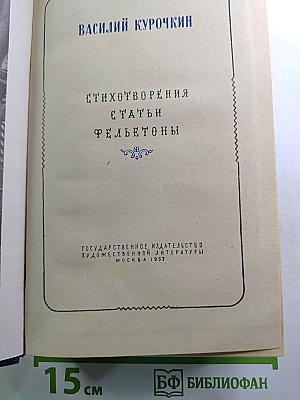 ВАСИЛИЙ КУРОЧКИН
СТИХОТВОРЕНИЯ
СТАТЬИ
ФЕЛЬЕТОНЫ
ГОСУДАРСТВЕННОЕ ИЗДАТЕЛЬСТВО
ХУДОЖЕСТВЕННОЙ ЛИТЕРАТУРЫ
МОСКВА 1957
15 см
БФ БИБЛИОФАН